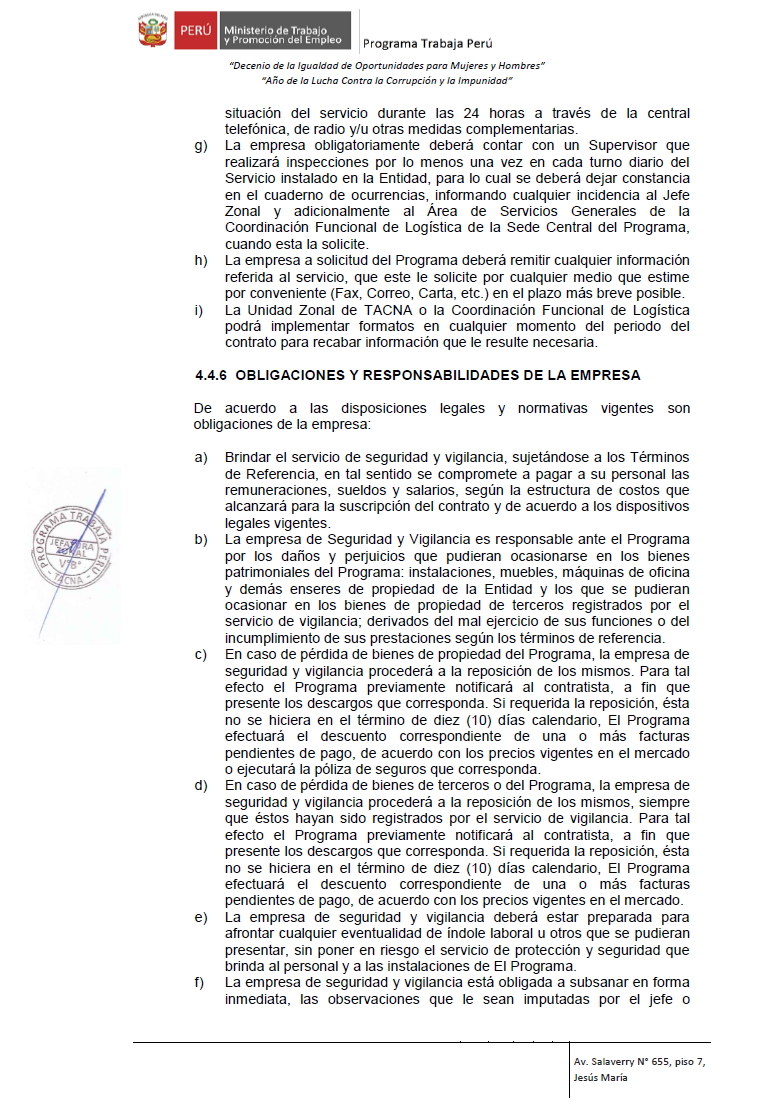 PERÚ
Ministerio de Trabajo
y Promoción del Empleo
Programa Trabaja Perú
“Decenio de la Igualdad de Oportunidades para Mujeres y Hombres”
“Año de la Lucha Contra la Corrupción y la Impunidad”
situación del servicio durante las 24 horas a través de la central
telefónica, de radio y/u otras medidas complementarias.
g) La empresa obligatoriamente deberá contar con un Supervisor que
realizará inspecciones por lo menos una vez en cada turno diario del
Servicio instalado en la Entidad, para lo cual se deberá dejar constancia
en el cuaderno de ocurrencias, informando cualquier incidencia al Jefe
Zonal y adicionalmente al Área de Servicios Generales de la
Coordinación Funcional de Logística de la Sede Central del Programa,
cuando esta la solicite.
h) La empresa a solicitud del Programa deberá remitir cualquier información
referida al servicio, que este le solicite por cualquier medio que estime
por conveniente (Fax, Correo, Carta, etc.) en el plazo más breve posible.
i) La Unidad Zonal de TACNA o la Coordinación Funcional de Logística
podrá implementar formatos en cualquier momento del periodo del
contrato para recabar información que le resulte necesaria.
4.4.6 OBLIGACIONES Y RESPONSABILIDADES DE LA EMPRESA
De acuerdo a las disposiciones legales y normativas vigentes son
obligaciones de la empresa:
a) Brindar el servicio de seguridad y vigilancia, sujetándose a los Términos
de Referencia, en tal sentido se compromete a pagar a su personal las
remuneraciones, sueldos y salarios, según la estructura de costos que
alcanzará para la suscripción del contrato y de acuerdo a los dispositivos
legales vigentes.
b) La empresa de Seguridad y Vigilancia es responsable ante el Programa
por los daños y perjuicios que pudieran ocasionarse en los bienes
patrimoniales del Programa: instalaciones, muebles, máquinas de oficina
y demás enseres de propiedad de la Entidad y los que se pudieran
ocasionar en los bienes de propiedad de terceros registrados por el
servicio de vigilancia; derivados del mal ejercicio de sus funciones o del
incumplimiento de sus prestaciones según los términos de referencia.
c) En caso de pérdida de bienes de propiedad del Programa, la empresa de
seguridad y vigilancia procederá a la reposición de los mismos. Para tal
efecto el Programa previamente notificará al contratista, a fin que
presente los descargos que corresponda. Si requerida la reposición, ésta
no se hiciera en el término de diez (10) días calendario, El Programa
efectuará el descuento correspondiente de una o más facturas
pendientes de pago, de acuerdo con los precios vigentes en el mercado
o ejecutará la póliza de seguros que corresponda.
d) En caso de pérdida de bienes de terceros o del Programa, la empresa de
seguridad y vigilancia procederá a la reposición de los mismos, siempre
que éstos hayan sido registrados por el servicio de vigilancia. Para tal
efecto el Programa previamente notificará al contratista, a fin que
presente los descargos que corresponda. Si requerida la reposición, ésta
no se hiciera en el término de diez (10) días calendario, El Programa
efectuará el descuento correspondiente de una o más facturas
pendientes de pago, de acuerdo con los precios vigentes en el mercado.
e) La empresa de seguridad y vigilancia deberá estar preparada para
afrontar cualquier eventualidad de índole laboral u otros que se pudieran
presentar, sin poner en riesgo el servicio de protección y seguridad que
brinda al personal y a las instalaciones de El Programa.
f) La empresa de seguridad y vigilancia está obligada a subsanar en forma
inmediata, las observaciones que le sean imputadas por el jefe o
PROGRAMA TRABAJA PERÚ
JEFATURA
ZONAL
V°B°
- TACNA -
Av. Salaverry N° 655, piso 7,
Jesús María